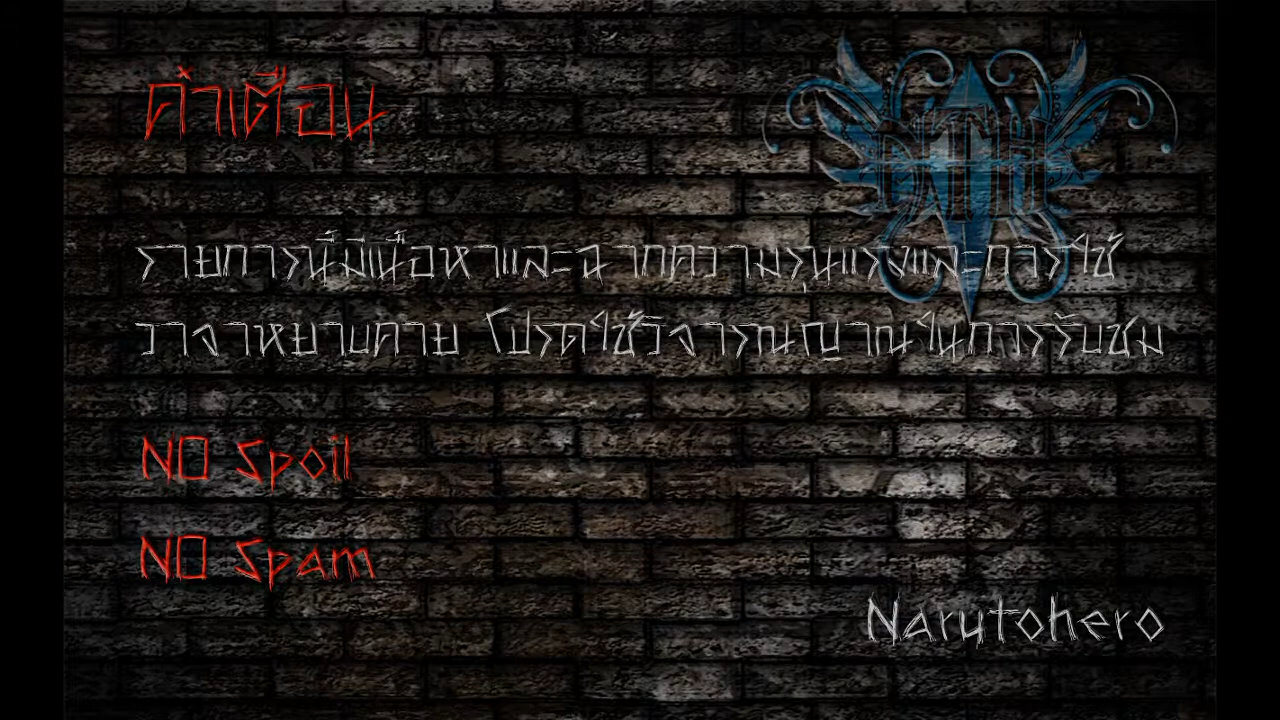 คำเตือน
รายการนี้มีเนื้อหาและฉากความรุนแรงและการใช้
วาจาหยาบคาย โปรดใช้วิจารณญาณในการรับชม
NO Spoil
NO Spam
Narutohero